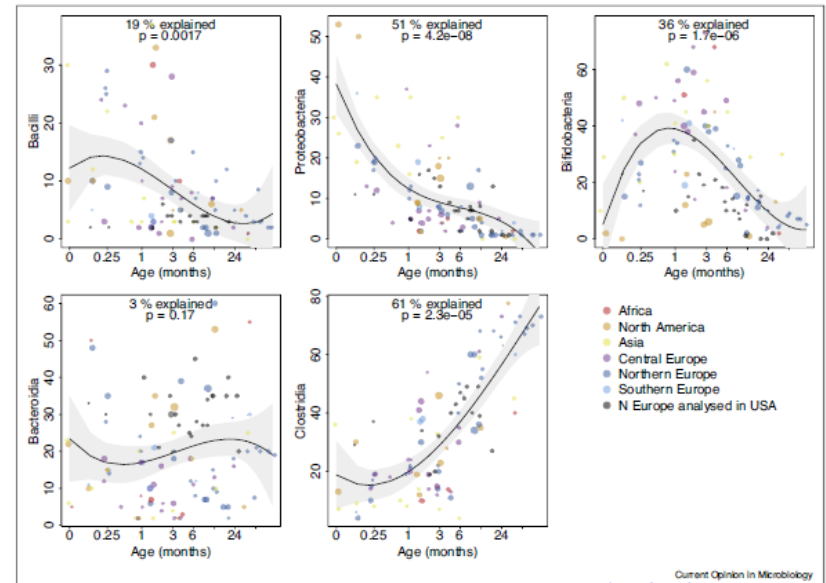 19 % explained
p = 0.0017
Bacilli
30
20
10
0
0 0.25 1 3 6 24
Age (months)
51 % explained
p = 4.2e-08
Proteobacteria
50
40
30
20
10
0
0 0.25 1 3 6 24
Age (months)
36 % explained
p = 1.7e-06
Bifidobacteria
60
40
20
0
0 0.25 1 3 6 24
Age (months)
3 % explained
p = 0.17
Bacteroidia
60
50
40
30
20
10
0
0 0.25 1 3 6 24
Age (months)
61 % explained
p = 2.3e-05
Clostridia
80
60
40
20
0 0.25 1 3 6 24
Age (months)
Africa
North America
Asia
Central Europe
Northern Europe
Southern Europe
N Europe analysed in USA
Current Opinion in Microbiology